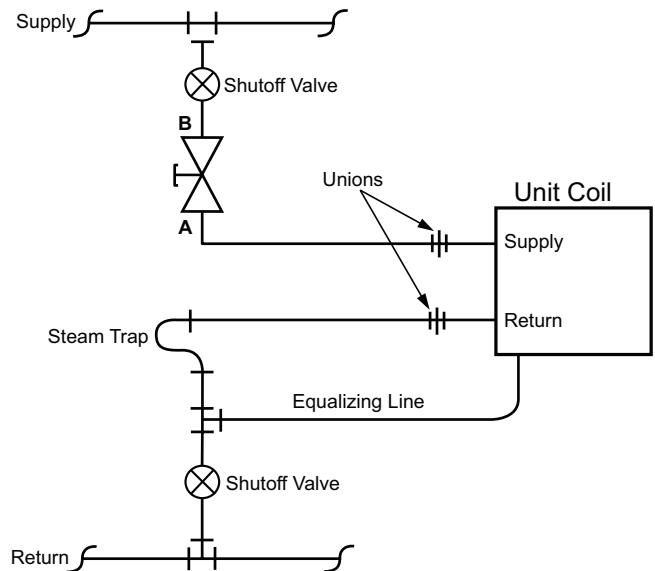 Supply
Shutoff Valve
B
A
Unions
Unit Coil
Supply
Return
Steam Trap
Equalizing Line
Shutoff Valve
Return